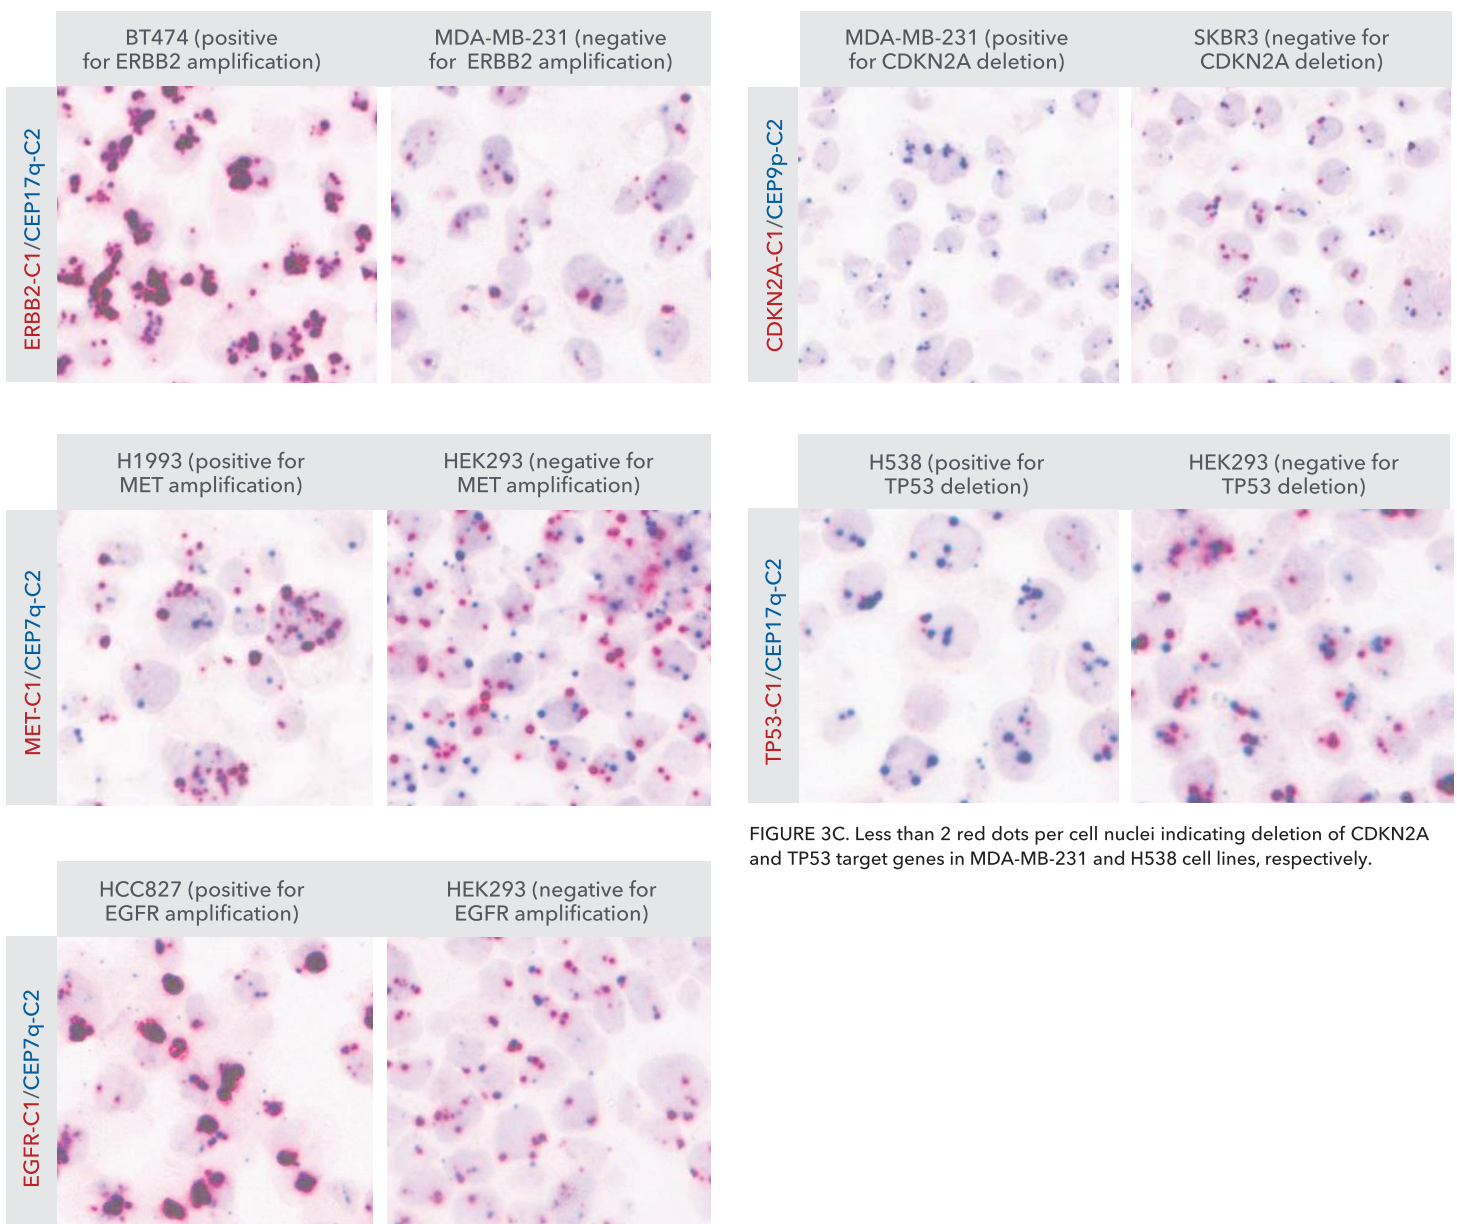 BT474 (positive
for ERBB2 amplification)
MDA-MB-231 (negative
for ERBB2 amplification)
ERBB2-C1/CEP17q-C2
H1993 (positive for
MET amplification)
HEK293 (negative for
MET amplification)
MET-C1/CEP7q-C2
HCC827 (positive for
EGFR amplification)
HEK293 (negative for
EGFR amplification)
EGFR-C1/CEP7q-C2
MDA-MB-231 (positive
for CDKN2A deletion)
SKBR3 (negative for
CDKN2A deletion)
CDKN2A-C1/CEP9p-C2
H538 (positive for
TP53 deletion)
HEK293 (negative for
TP53 deletion)
TP53-C1/CEP17q-C2
FIGURE 3C. Less than 2 red dots per cell nuclei indicating deletion of CDKN2A
and TP53 target genes in MDA-MB-231 and H538 cell lines, respectively.